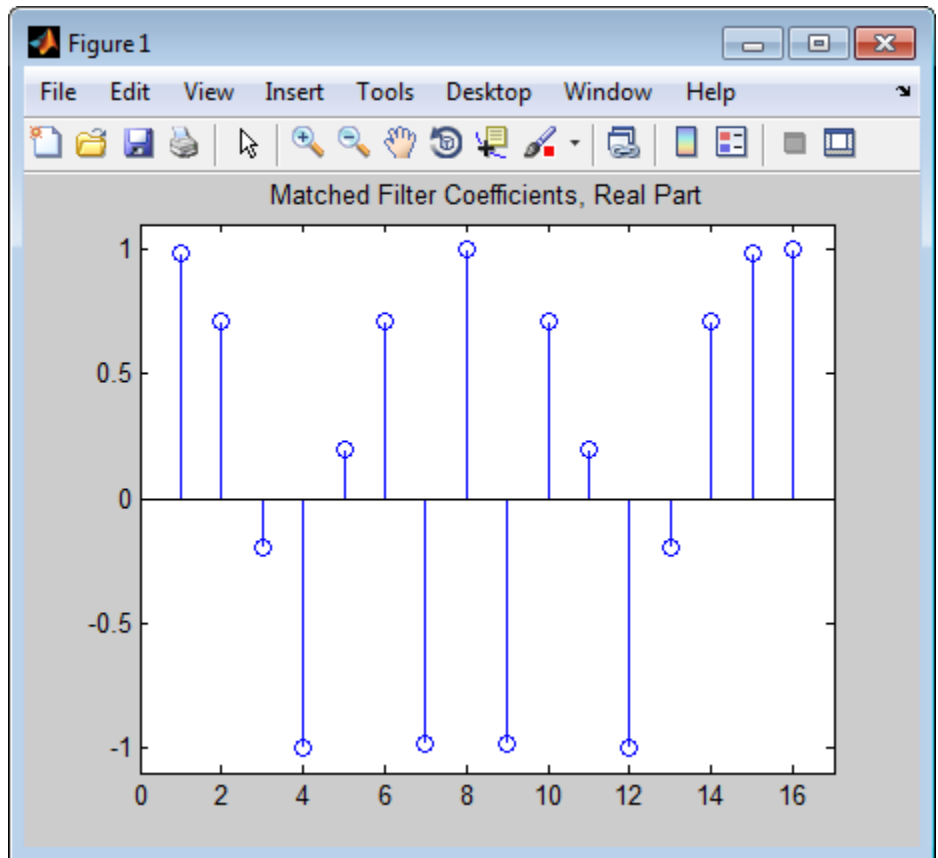 Figure 1
File Edit View Insert Tools Desktop Window Help
Matched Filter Coefficients, Real Part
1
0.5
0
-0.5
-1
0 2 4 6 8 10 12 14 16